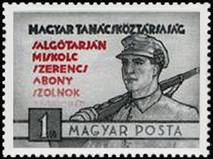 MAGYAR TANÁCSKÖZTÁRSASÁG
SALGÓTARJÁN
MISKOLC
SZERENCS
ABONY
SZOLNOK
1 Ft
MAGYAR POSTA